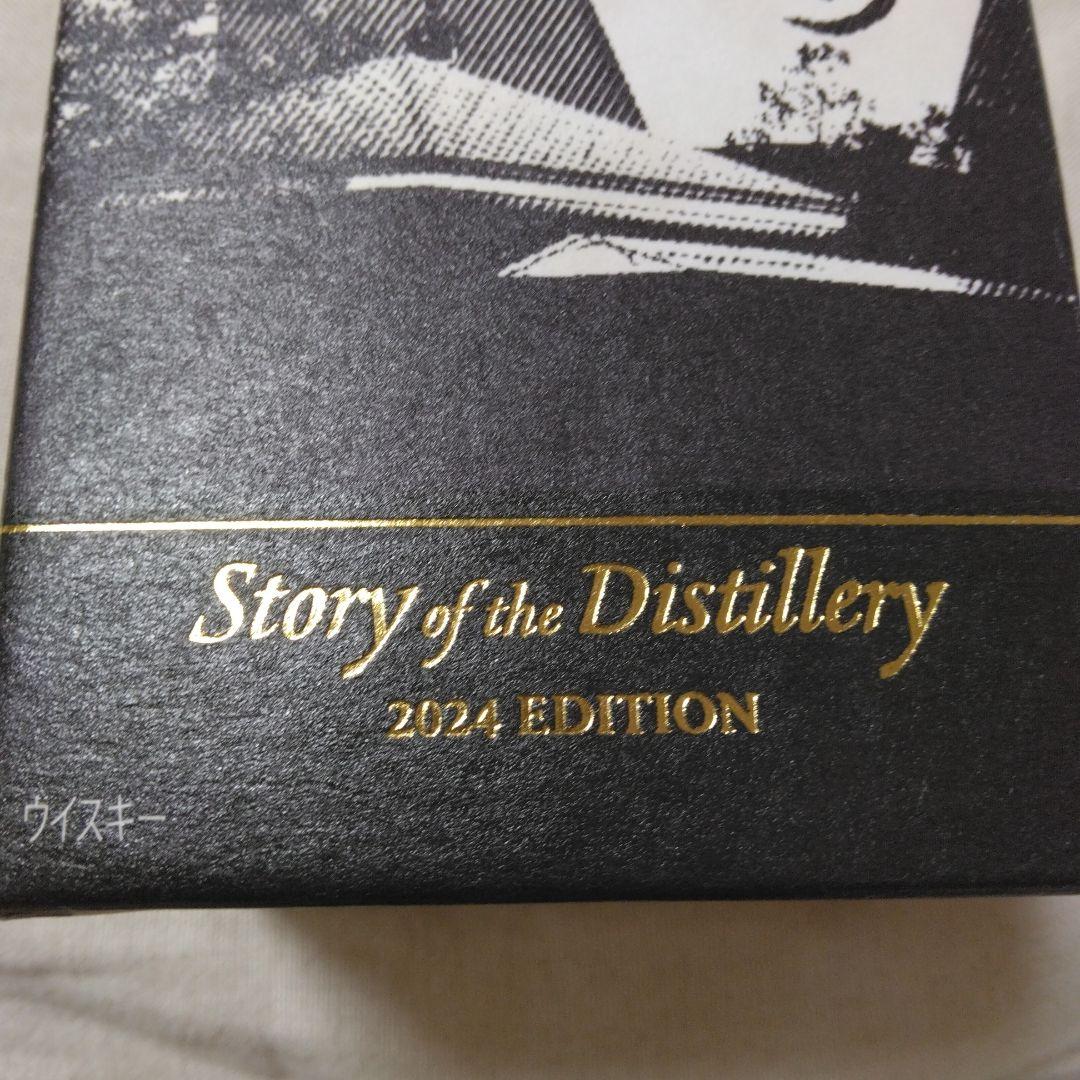 Story of the Distillery
2024 EDITION
ウイスキー